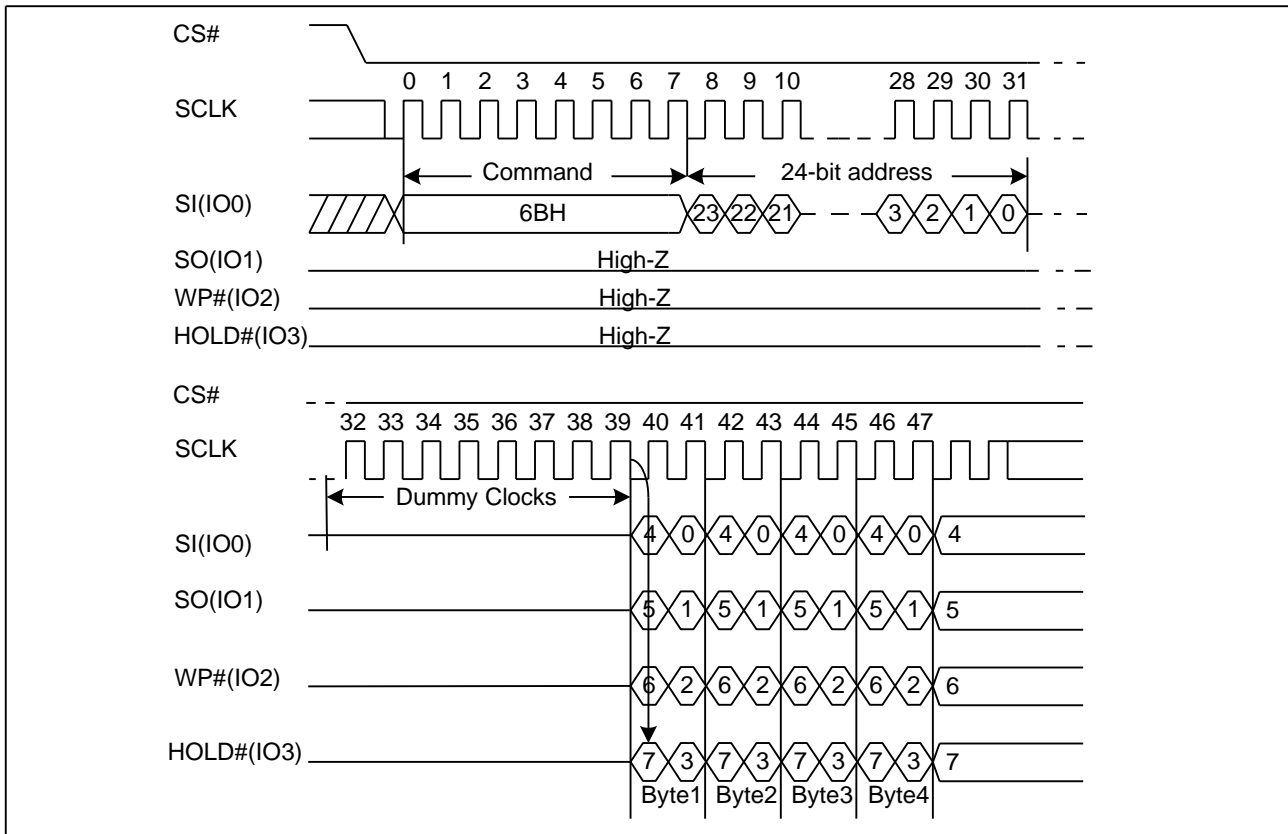 CS#
0 1 2 3 4 5 6 7 8 9 10 28 29 30 31
SCLK
Command 24-bit address
SI(IO0) 6BH 23 22 21 3 2 1 0
SO(IO1) High-Z
WP#(IO2) High-Z
HOLD#(IO3) High-Z
CS#
32 33 34 35 36 37 38 39 40 41 42 43 44 45 46 47
SCLK
Dummy Clocks
SI(IO0) 4 0 4 0 4 0 4 0 4
SO(IO1) 5 1 5 1 5 1 5 1 5
WP#(IO2) 6 2 6 2 6 2 6 2 6
HOLD#(IO3) 7 3 7 3 7 3 7 3 7
Byte1 Byte2 Byte3 Byte4